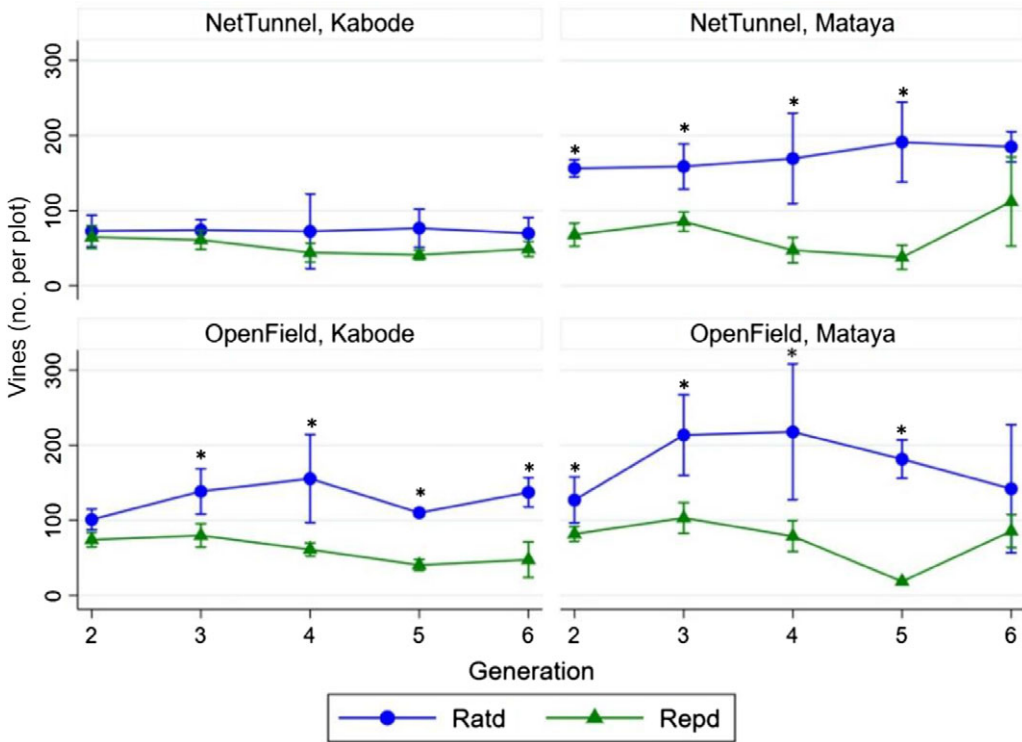 NetTunnel, Kabode
NetTunnel, Mataya
300
200
100
0
* * * *
Vines (no. per plot)
OpenField, Kabode
OpenField, Mataya
300
200
100
0
* * * *
* * * *
2 3 4 5 6
2 3 4 5 6
Generation
Ratd Repd